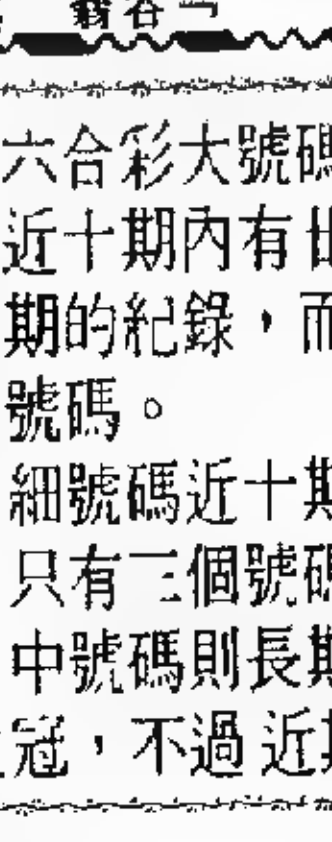 六合彩大號碼
近十期內有
期的紀錄，而
號碼。
細號碼近十期
只有三個號碼
中號碼則長期
冠，不過近期